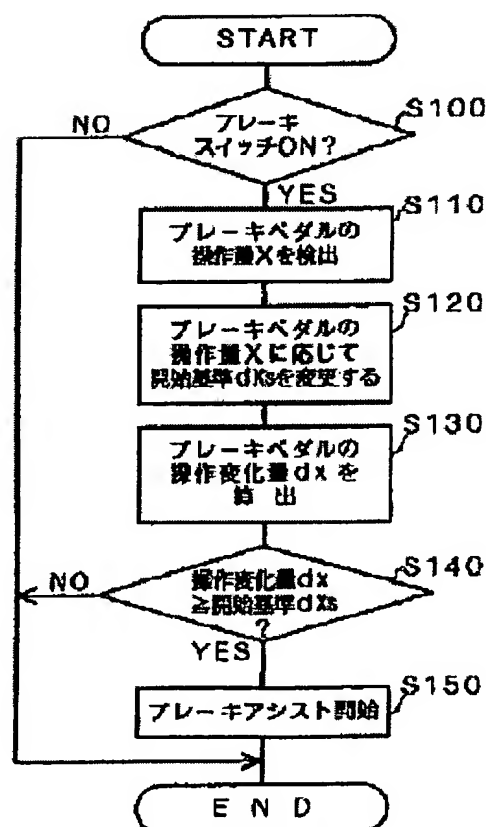 START
S100
NO
ブレーキ
スイッチON?
YES
S110
ブレーキペダルの
操作量Xを検出
S120
ブレーキペダルの
操作量Xに応じて
開始基準dXsを変更する
S130
ブレーキペダルの
操作変化量dxを
算出
S140
NO
操作変化量dx
≧開始基準dXs
?
YES
S150
ブレーキアシスト開始
END